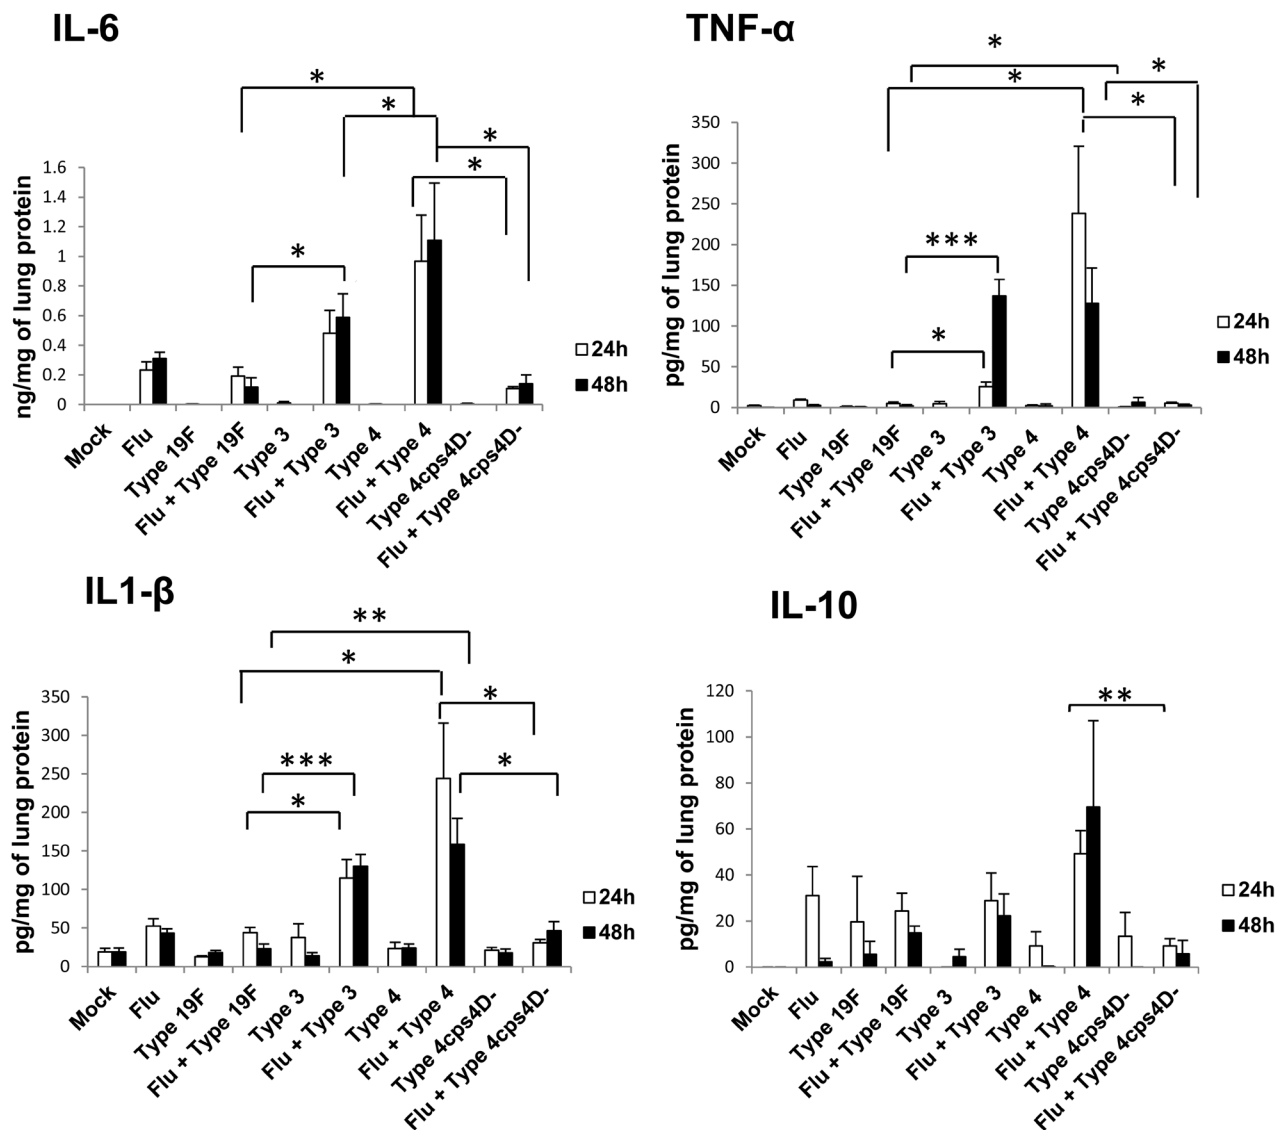 IL-6
*
*
*
*
*
ng/mg of lung protein
1.6
1.4
1.2
1
0.8
0.6
0.4
0.2
0
24h
48h
Mock
Flu
Type 19F
Flu + Type 19F
Type 3
Flu + Type 3
Type 4
Flu + Type 4
Type 4cps4D-
Flu + Type 4cps4D-
TNF-α
*
*
*
*
***
*
pg/mg of lung protein
350
300
250
200
150
100
50
0
24h
48h
Mock
Flu
Type 19F
Flu + Type 19F
Type 3
Flu + Type 3
Type 4
Flu + Type 4
Type 4cps4D-
Flu + Type 4cps4D-
IL1-β
**
*
*
***
*
*
pg/mg of lung protein
350
300
250
200
150
100
50
0
24h
48h
Mock
Flu
Type 19F
Flu + Type 19F
Type 3
Flu + Type 3
Type 4
Flu + Type 4
Type 4cps4D-
Flu + Type 4cps4D-
IL-10
**
pg/mg of lung protein
120
100
80
60
40
20
0
24h
48h
Mock
Flu
Type 19F
Flu + Type 19F
Type 3
Flu + Type 3
Type 4
Flu + Type 4
Type 4cps4D-
Flu + Type 4cps4D-